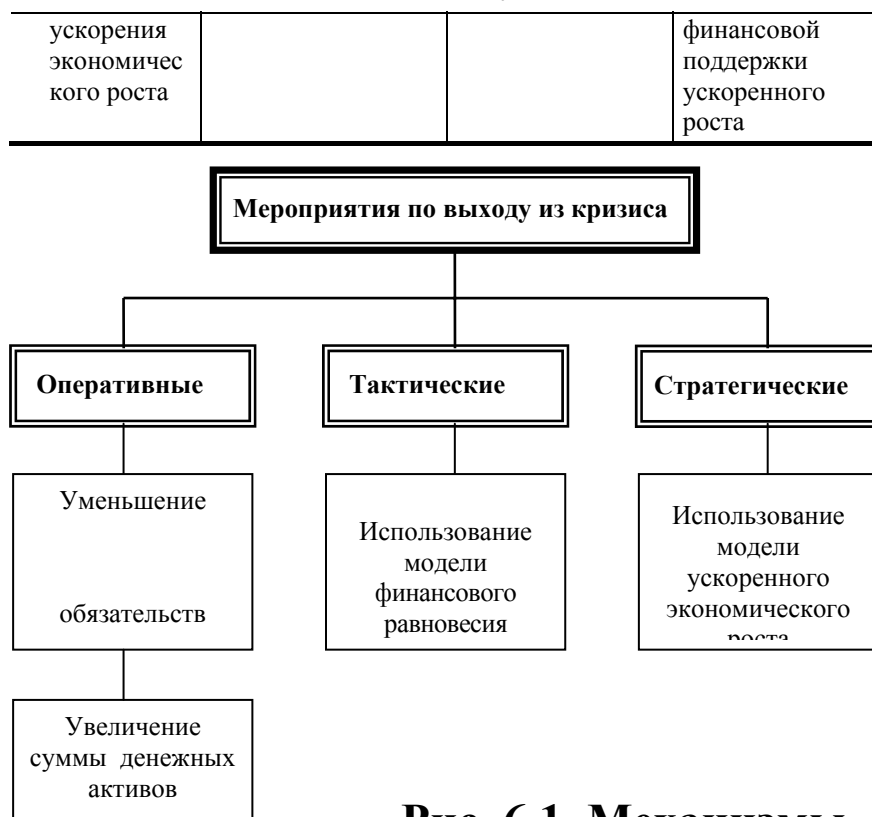 ускорения
экономичес
кого роста
финансовой
поддержки
ускоренного
роста
Мероприятия по выходу из кризиса
Оперативные
Тактические
Стратегические
Уменьшение
обязательств
Использование
модели
финансового
равновесия
Использование
модели
ускоренного
экономического
роста
Увеличение
суммы денежных
активов
Рис. 6.1. Механизмы